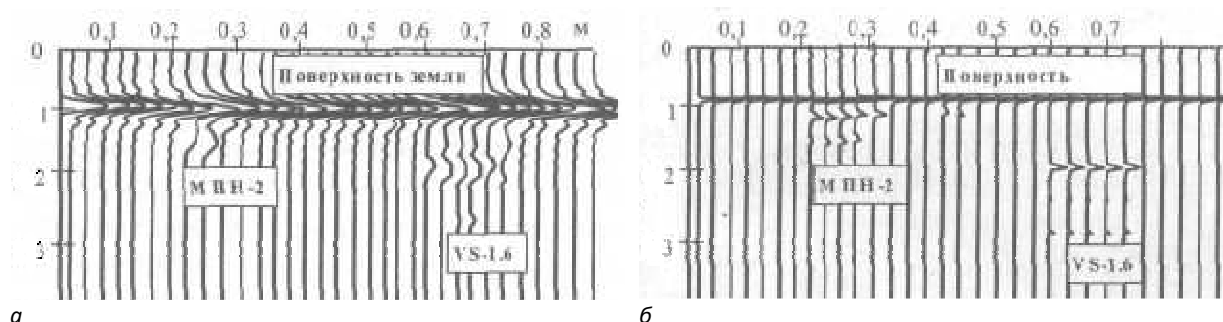 0,1 0,2 0,3 0,4 0,5 0,6 0,7 0,8 м
0
Поверхность земли
1
2
МПН-2
3
VS-1.6
а
0,1 0,2 0,3 0,4 0,5 0,6 0,7
0
Поверхность
1
2
МПН-2
3
VS-1.6
б